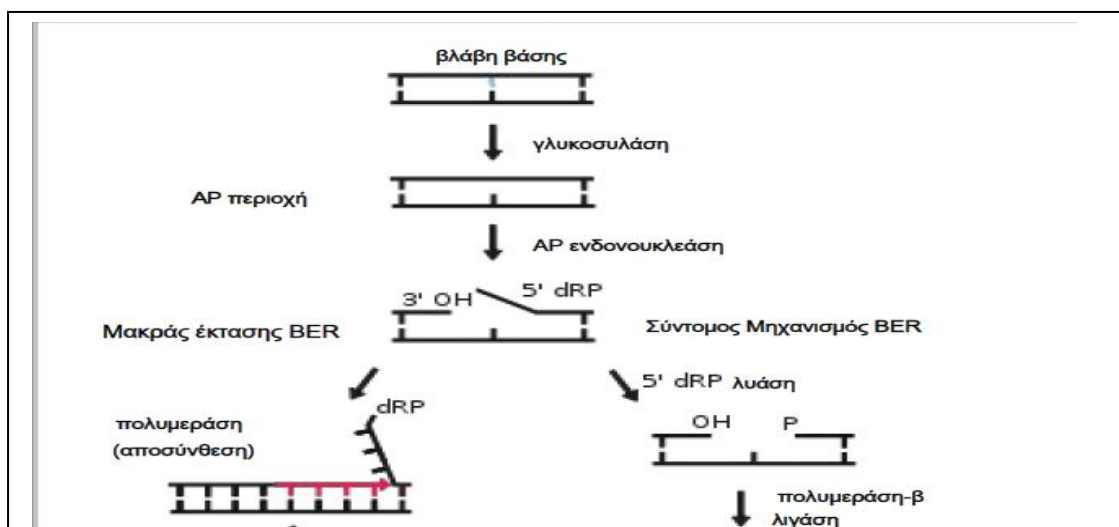 βλάβη βάσης
γλυκοσυλάση
AP περιοχή
AP ενδονουκλεάση
3' OH
5' dRP
Μακράς έκτασης BER
Σύντομος Μηχανισμός BER
5' dRP λυάση
dRP
πολυμεράση
(αποσύνθεση)
OH
P
πολυμεράση-β
λιγάση